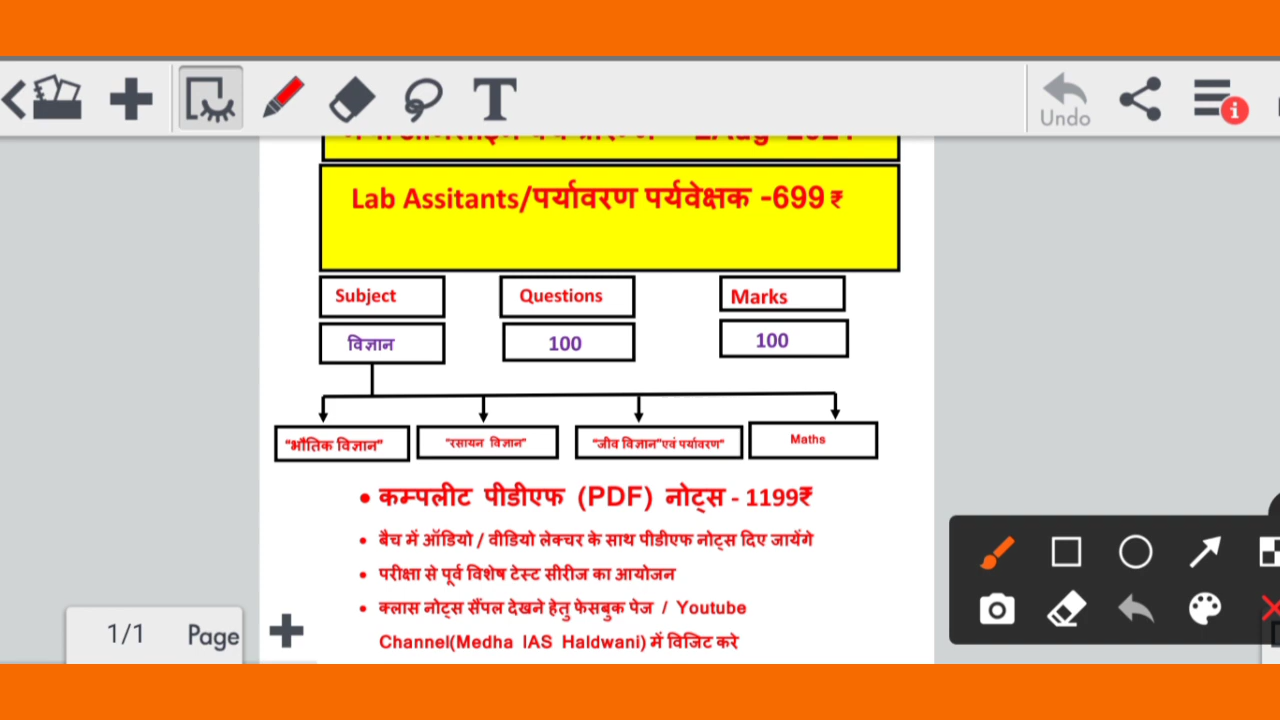 Undo
2Aug 2021
Lab Assitants/पर्यावरण पर्यवेक्षक -699 ₹
Subject Questions Marks
विज्ञान 100 100
"भौतिक विज्ञान" "रसायन विज्ञान" "जीव विज्ञान"एवं पर्यावरण" Maths
• कम्पलीट पीडीएफ (PDF) नोट्स - 1199₹
• बैच में ऑडियो / वीडियो लेक्चर के साथ पीडीएफ नोट्स दिए जायेंगे
• परीक्षा से पूर्व विशेष टेस्ट सीरीज का आयोजन
• क्लास नोट्स सैंपल देखने हेतु फेसबुक पेज / Youtube
Channel(Medha IAS Haldwani) में विजिट करे
1/1 Page